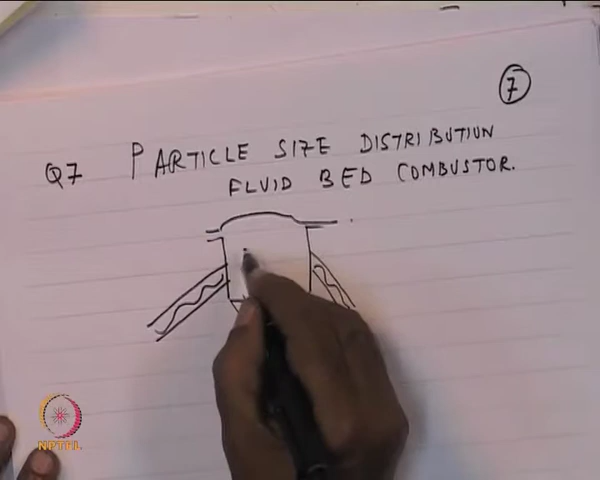 7
Q7 PARTICLE SIZE DISTRIBUTION
FLUID BED COMBUSTOR.
NPTEL